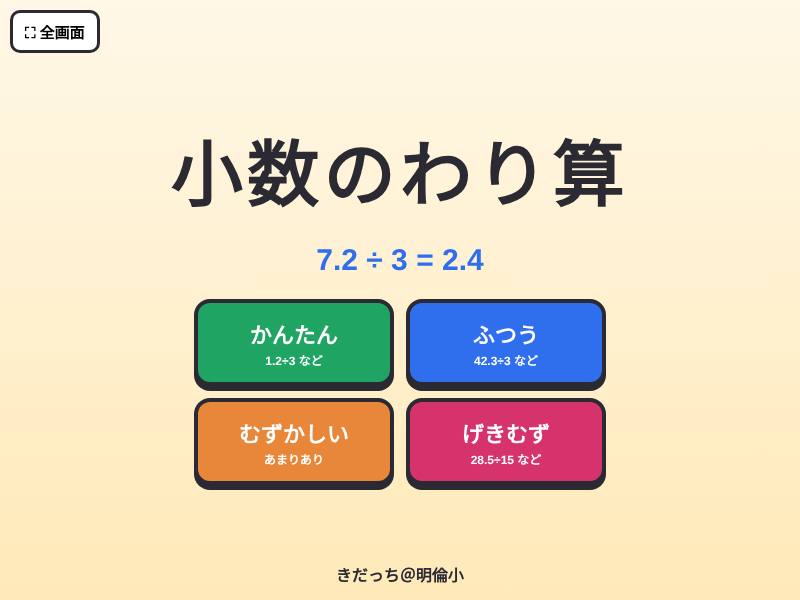 全画面
小数のわり算
7.2 ÷ 3 = 2.4
かんたん
1.2÷3 など
ふつう
42.3÷3 など
むずかしい
あまりあり
げきむず
28.5÷15 など
きだっち＠明倫小